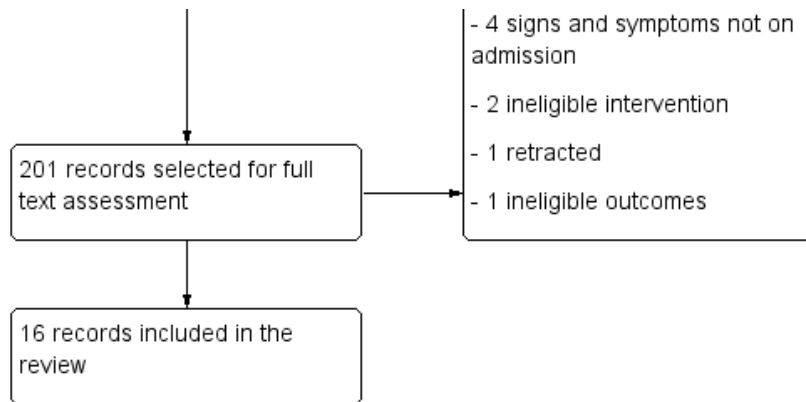 - 4 signs and symptoms not on
admission
- 2 ineligible intervention
- 1 retracted
- 1 ineligible outcomes
201 records selected for full
text assessment
16 records included in the
review